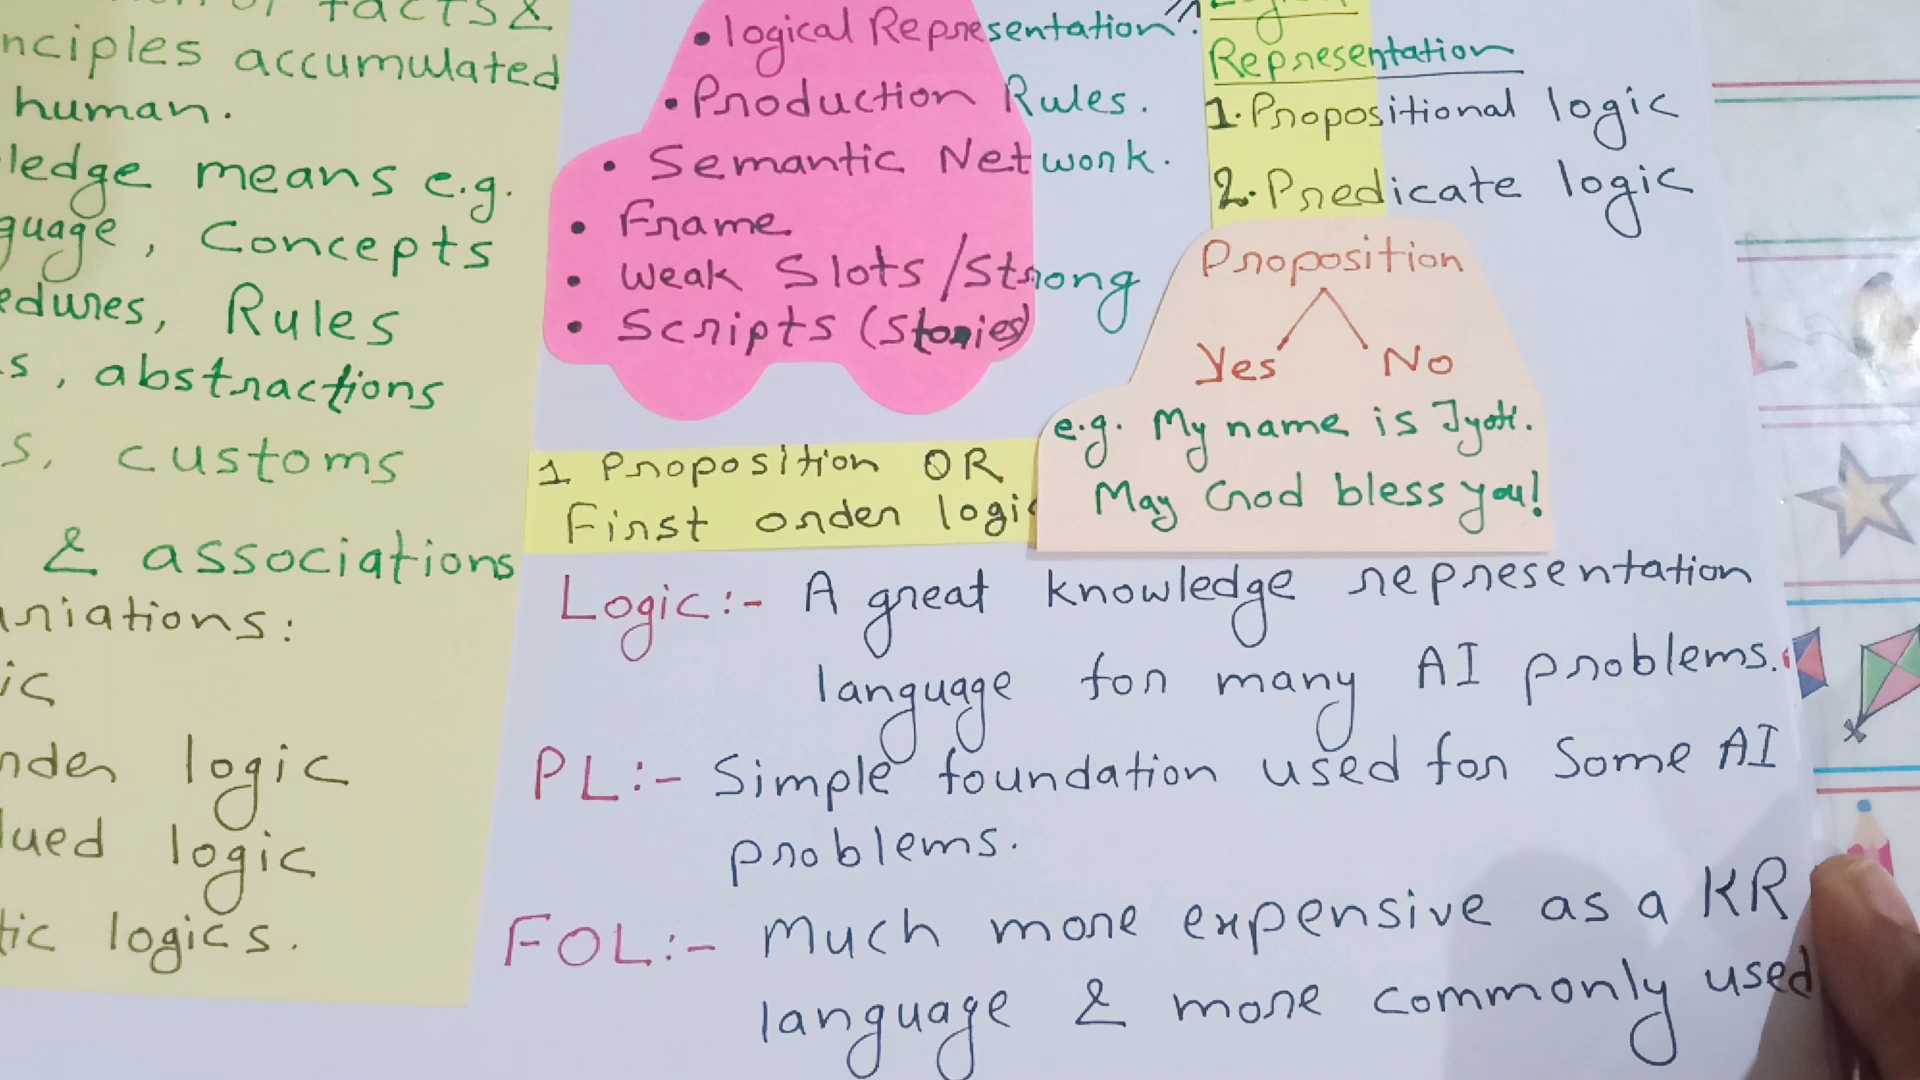 facts &
nciples accumulated
human.
ledge means e.g.
guage, Concepts
edures, Rules
s, abstractions
s, customs
& associations
ariations:
ic
rder logic
lued logic
tic logics.
• logical Representation.
• Production Rules.
• Semantic Network.
• Frame
• Weak Slots / Strong
• Scripts (Stories)
Representation
1. Propositional logic
2. Predicate logic
Proposition
Yes No
e.g. My name is Jyoti.
May God bless you!
1 Proposition OR
First order logic
Logic:- A great knowledge representation
language for many AI problems.
PL:- Simple foundation used for Some AI
problems.
FOL:- Much more expensive as a KR
language & more commonly used